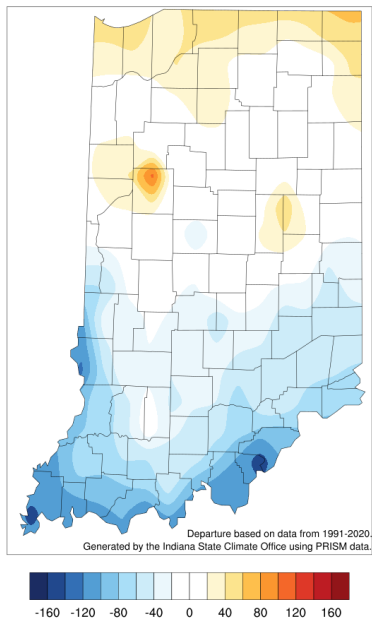 Departure based on data from 1991-2020.
Generated by the Indiana State Climate Office using PRISM data.
-160 -120 -80 -40 0 40 80 120 160